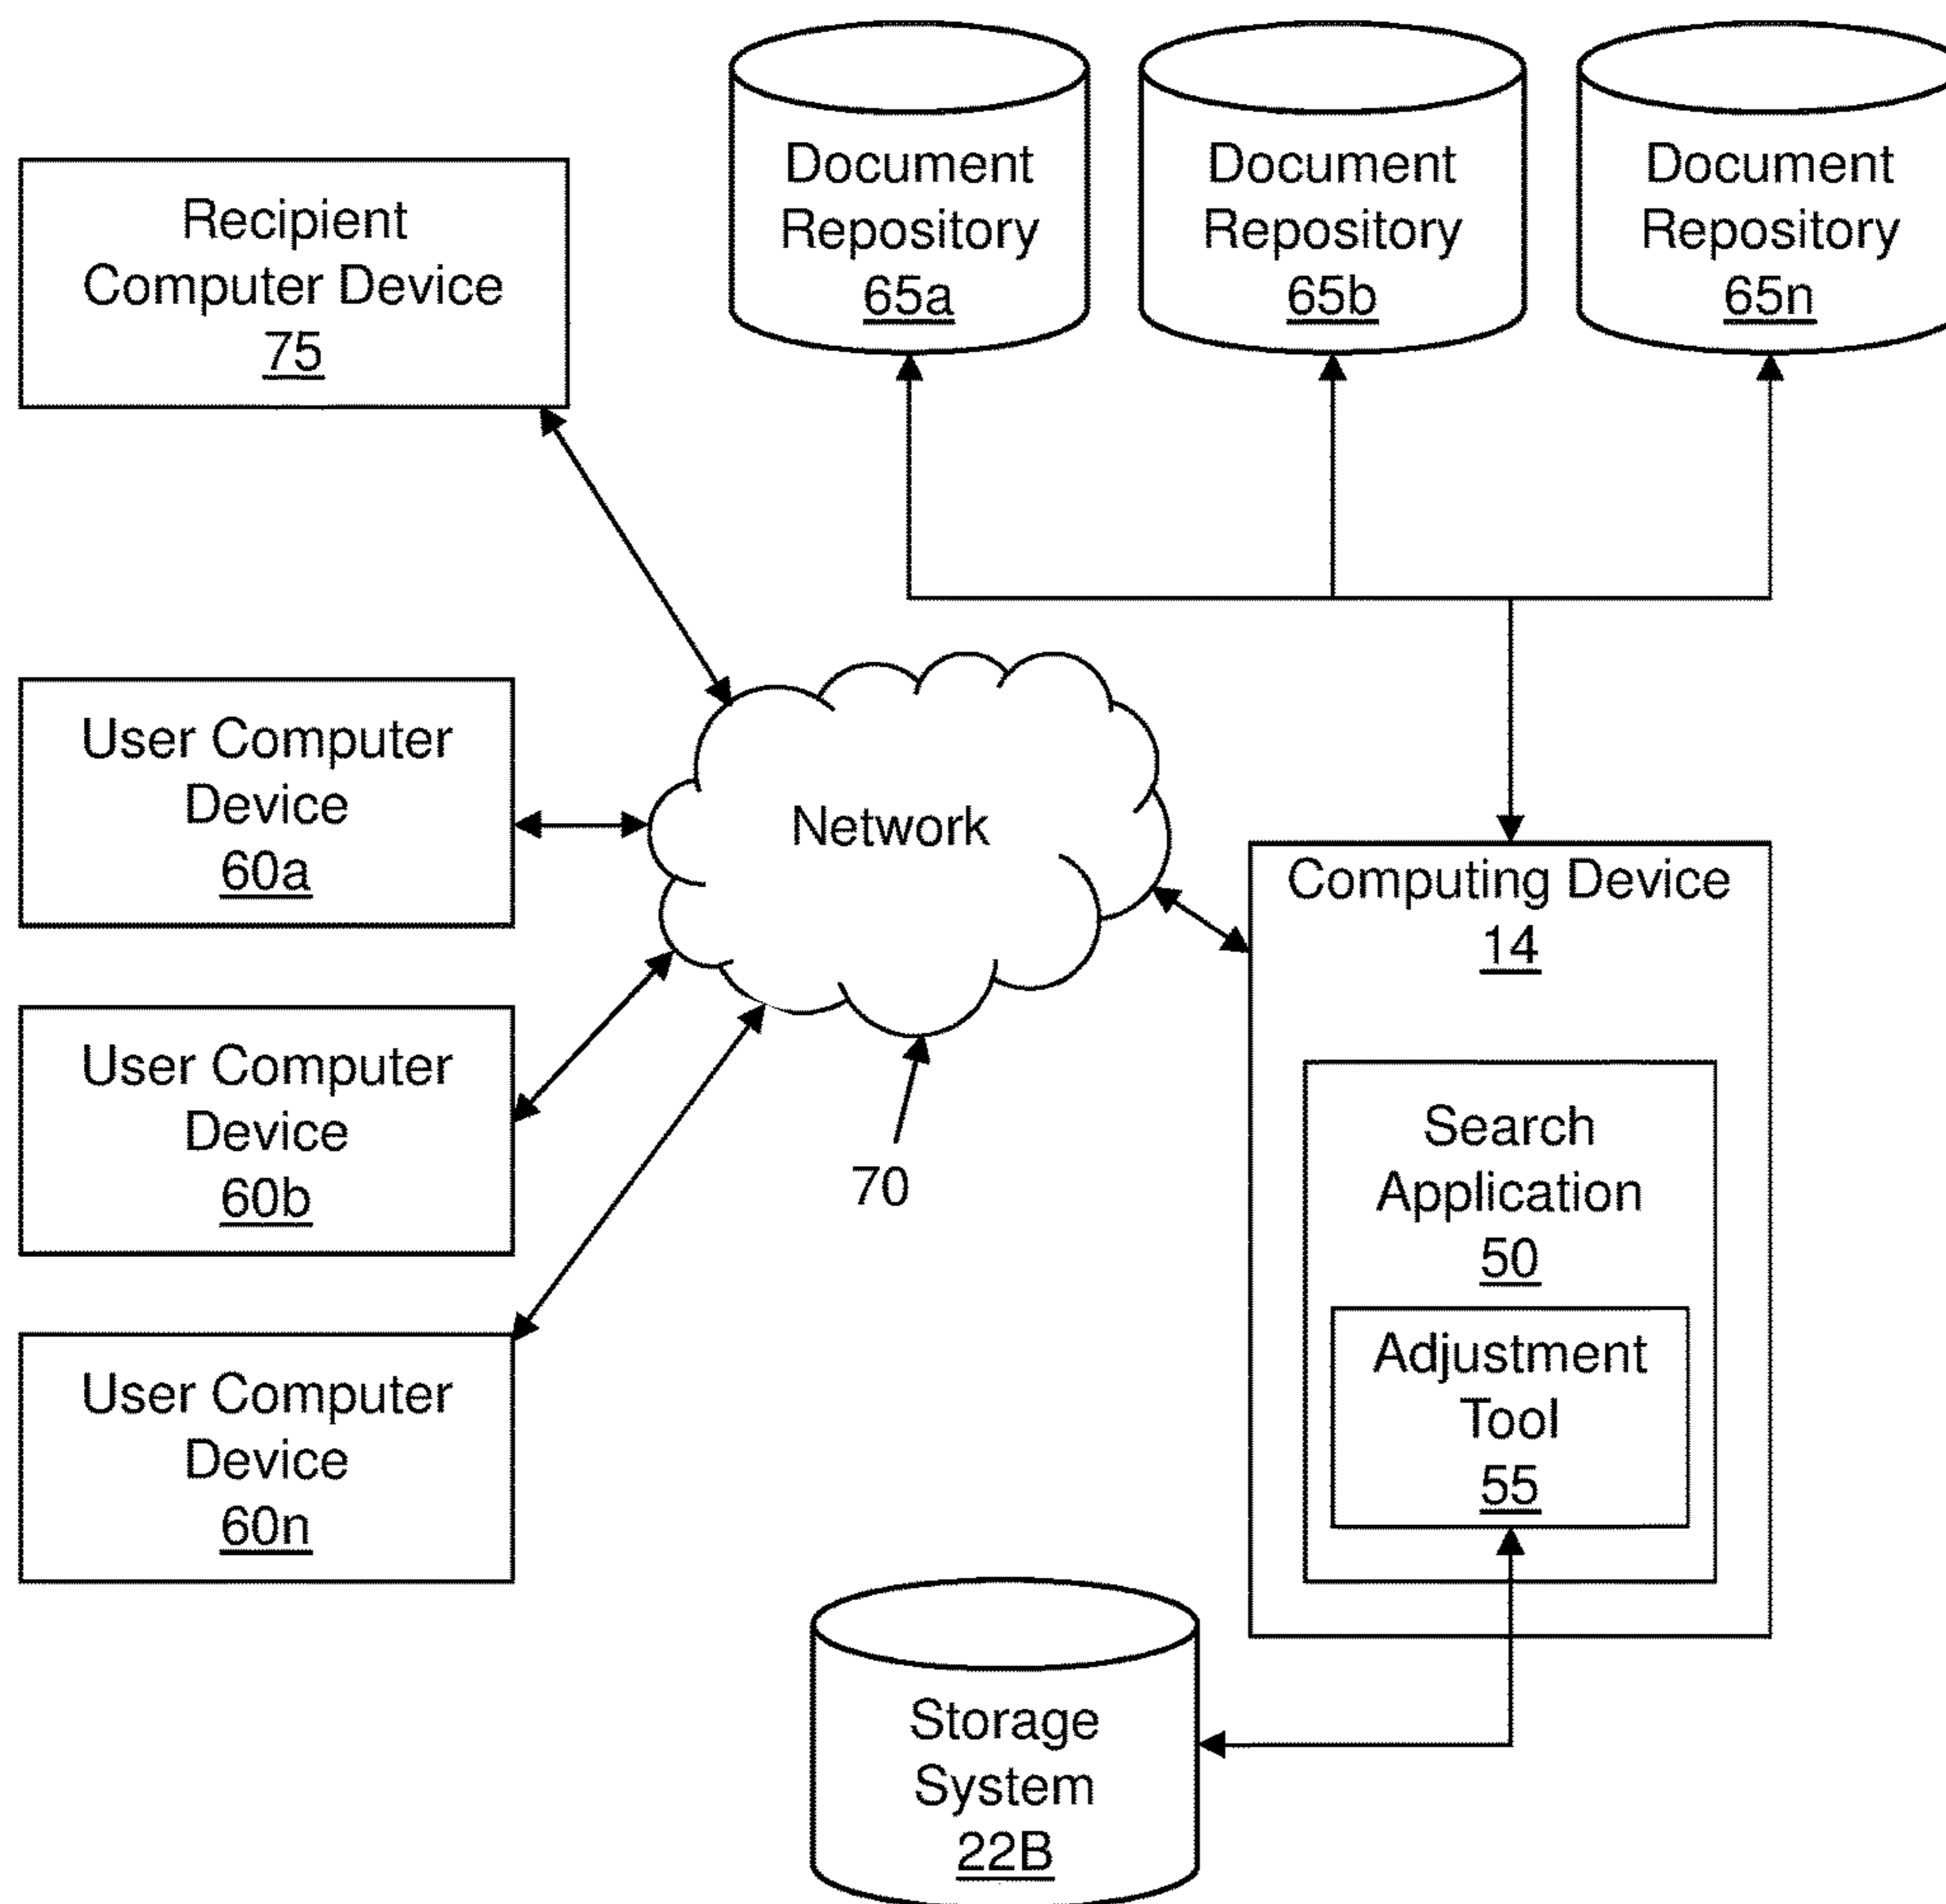 Document
Repository
65a
Document
Repository
65b
Document
Repository
65n
Recipient
Computer Device
75
User Computer
Device
60a
Network
Computing Device
14
User Computer
Device
60b
70
Search
Application
50
Adjustment
Tool
55
User Computer
Device
60n
Storage
System
22B